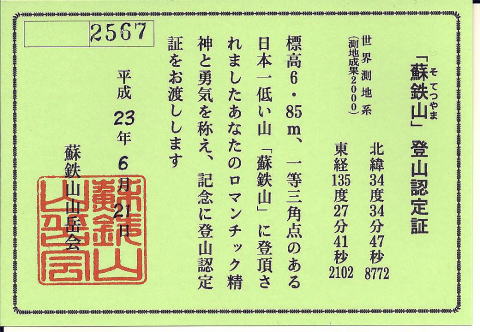 2567
「蘇鉄山」登山認定証
そてつやま
世界測地系
(測地成果2000)
北緯34度34分47秒8772
東経135度27分41秒2102
標高6・85m、一等三角点のある
日本一低い山「蘇鉄山」に登頂さ
れましたあなたのロマンチック精
神と勇気を称え、記念に登山認定
証をお渡しします
平成23年6月21日
蘇鉄山山岳会
蘇鉄山
山岳会